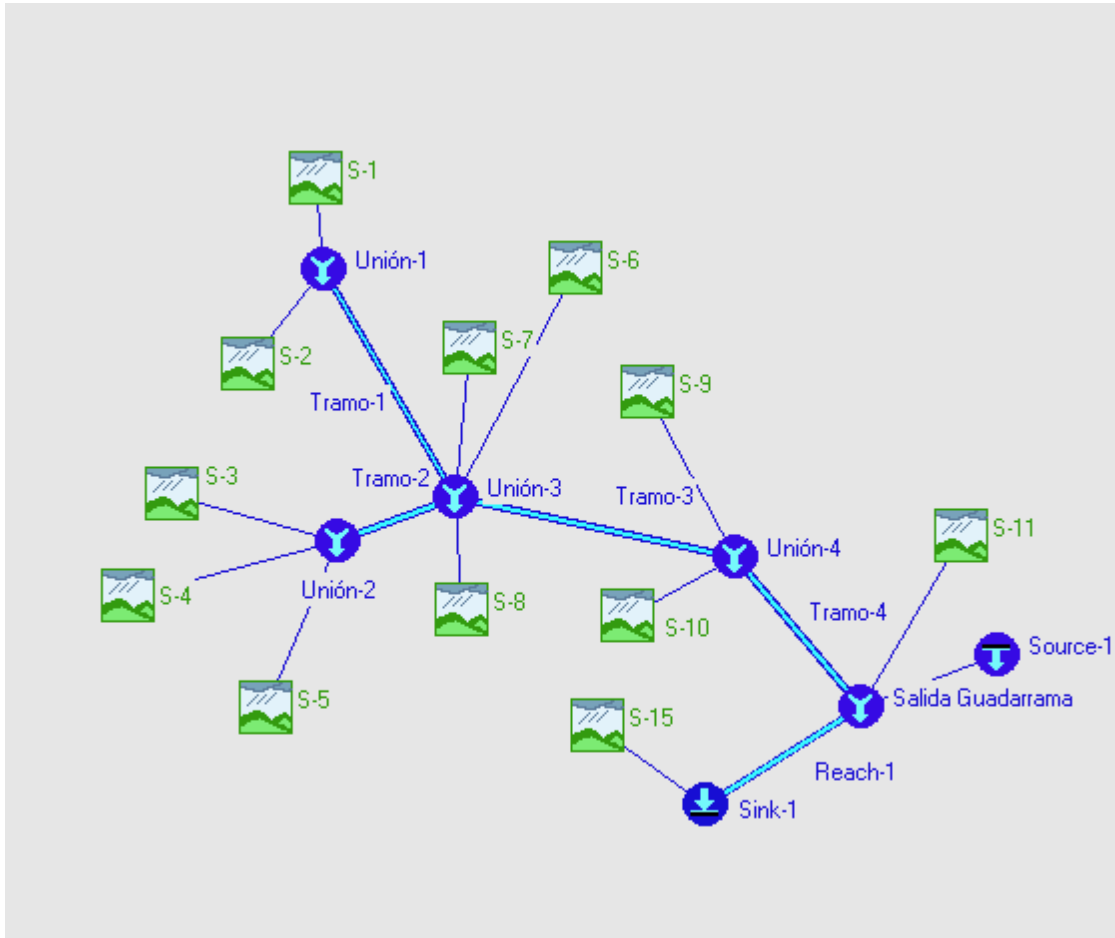 S-1
Unión-1
S-6
S-7
S-2
S-9
Tramo-1
S-3
Tramo-2
Unión-3
Tramo-3
S-11
Unión-4
S-4
Unión-2
S-8
S-10
Tramo-4
Source-1
S-5
Salida Guadarrama
S-15
Reach-1
Sink-1